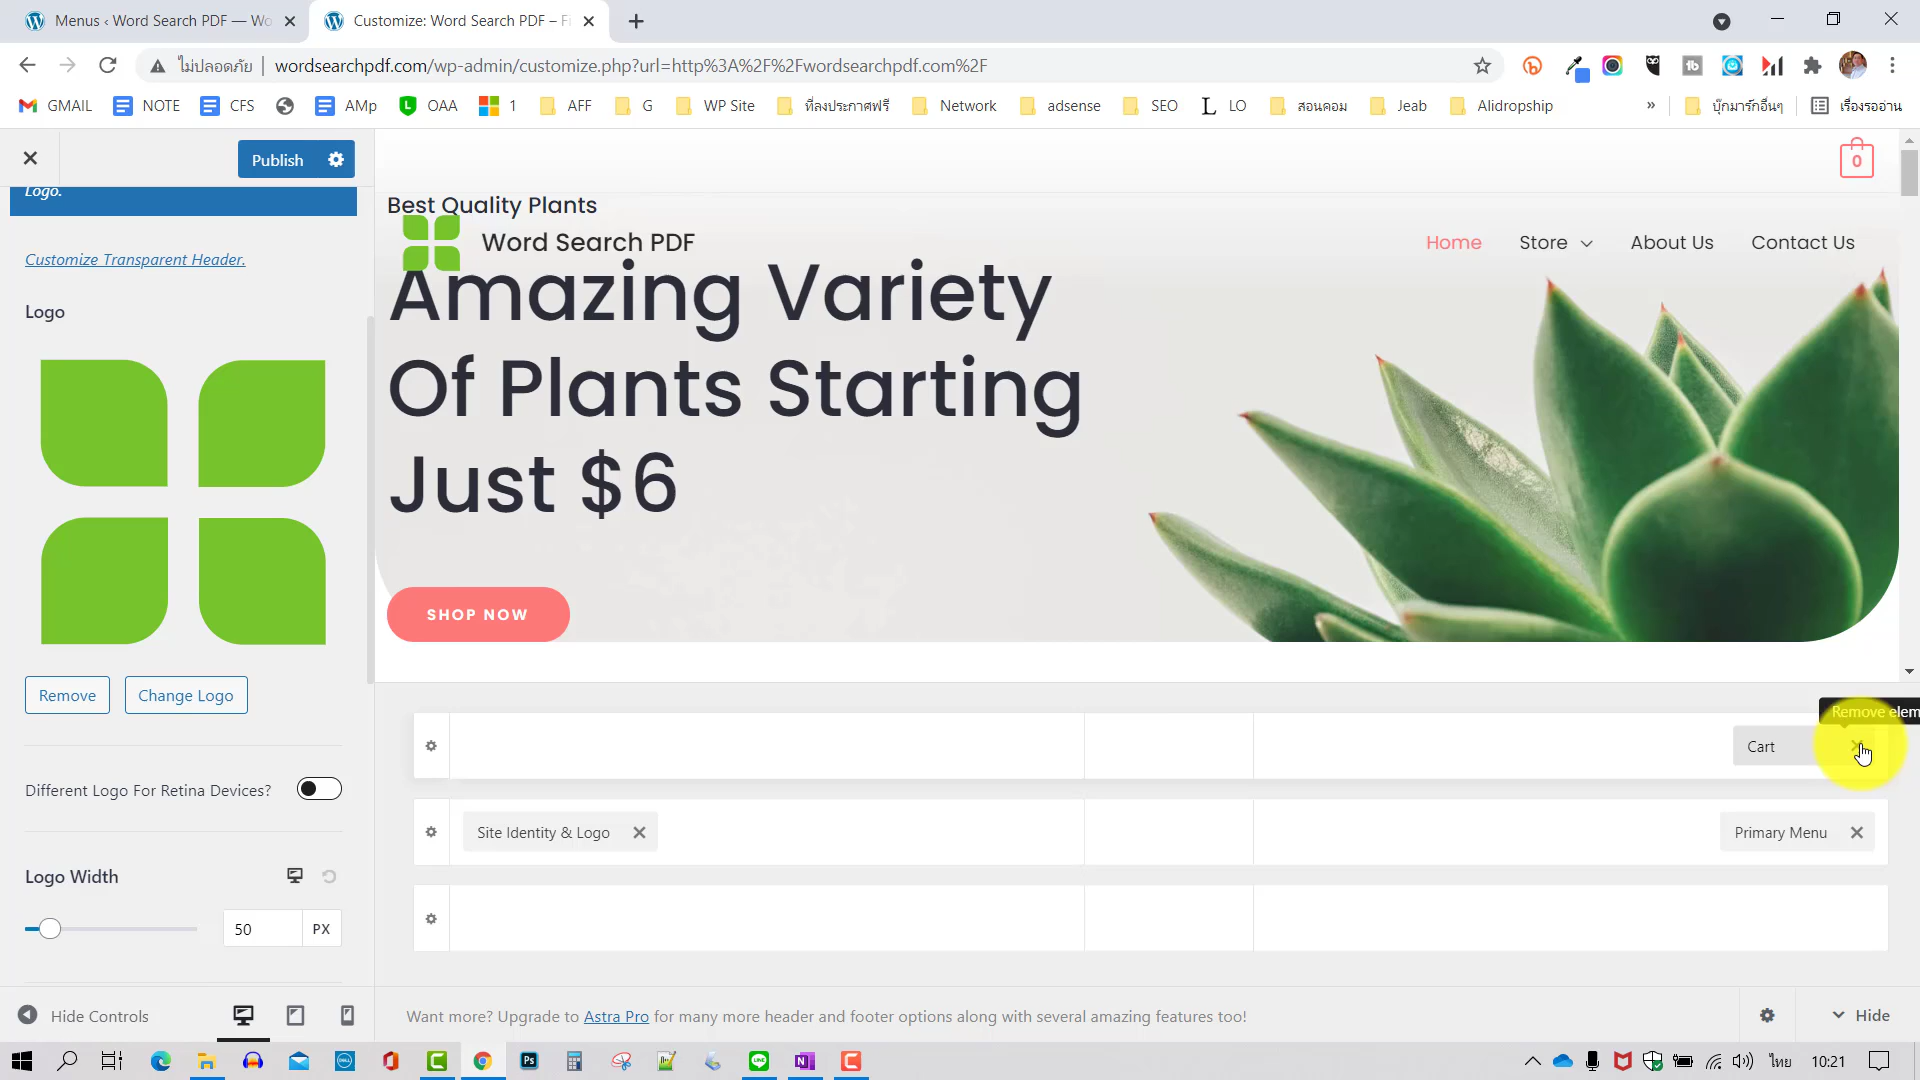 Menus ‹ Word Search PDF — Wo
Customize: Word Search PDF – Fi
ไม่ปลอดภัย
wordsearchpdf.com/wp-admin/customize.php?url=http%3A%2F%2Fwordsearchpdf.com%2F
GMAIL
NOTE
CFS
AMp
OAA
1
AFF
G
WP Site
ที่ลงประกาศฟรี
Network
adsense
SEO
LO
สอนคอม
Jeab
Alidropship
»
บุ๊กมาร์กอื่นๆ
เรื่องรออ่าน
Publish
0
Logo.
Best Quality Plants
Word Search PDF
Home
Store
About Us
Contact Us
Customize Transparent Header.
Amazing Variety
Of Plants Starting
Just $6
Logo
SHOP NOW
Remove
Change Logo
Remove elem
Cart
Different Logo For Retina Devices?
Site Identity & Logo
Primary Menu
Logo Width
50
PX
Hide Controls
Want more? Upgrade to Astra Pro for many more header and footer options along with several amazing features too!
Hide
ไทย
10:21